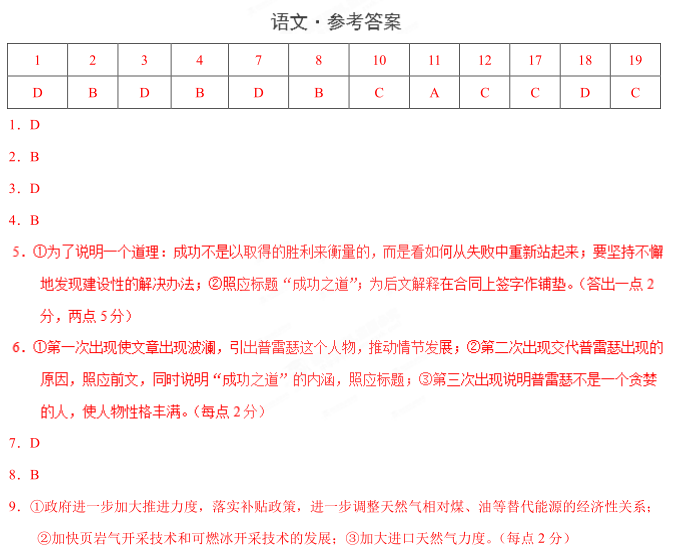 语文·参考答案
1 2 3 4 7 8 10 11 12 17 18 19
D B D B D B C A C C D C
1．D
2．B
3．D
4．B
5．①为了说明一个道理：成功不是以取得的胜利来衡量的，而是看如何从失败中重新站起来；要坚持不懈
地发现建设性的解决办法；②照应标题“成功之道”；为后文解释在合同上签字作铺垫。（答出一点 2
分，两点 5 分）
6．①第一次出现使文章出现波澜，引出普雷瑟这个人物，推动情节发展；②第二次出现交代普雷瑟出现的
原因，照应前文，同时说明“成功之道”的内涵，照应标题；③第三次出现说明普雷瑟不是一个贪婪
的人，使人物性格丰满。（每点 2 分）
7．D
8．B
9．①政府进一步加大推进力度，落实补贴政策，进一步调整天然气相对煤、油等替代能源的经济性关系；
②加快页岩气开采技术和可燃冰开采技术的发展；③加大进口天然气力度。（每点 2 分）